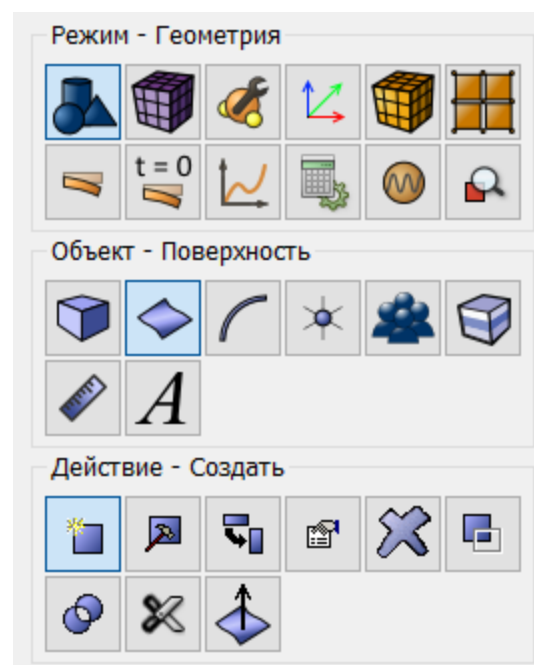 Режим - Геометрия
t = 0
Объект - Поверхность
A
Действие - Создать